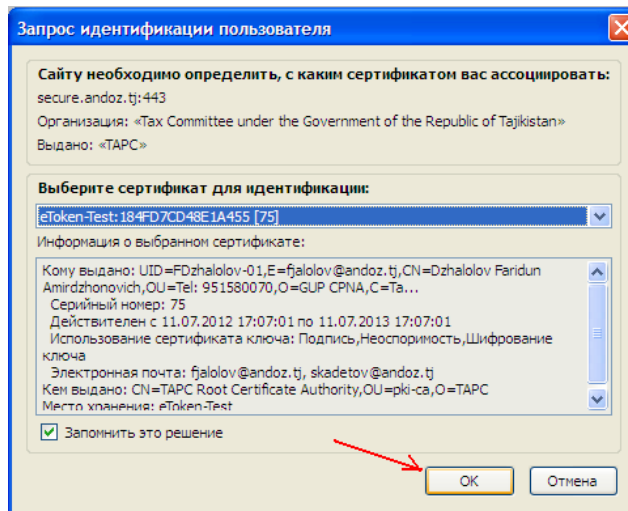 Запрос идентификации пользователя
Сайту необходимо определить, с каким сертификатом вас ассоциировать:
secure.andoz.tj:443
Организация: «Tax Committee under the Government of the Republic of Tajikistan»
Выдано: «TAPC»
Выберите сертификат для идентификации:
eToken-Test:184FD7CD48E1A455 [75]
Информация о выбранном сертификате:
Кому выдано: UID=FDzhalolov-01,E=fjalolov@andoz.tj,CN=Dzhalolov Faridun
Amirdzhonovich,OU=Tel: 951580070,O=GUP CPNA,C=Ta...
Серийный номер: 75
Действителен с 11.07.2012 17:07:01 по 11.07.2013 17:07:01
Использование сертификата ключа: Подпись,Неоспоримость,Шифрование
ключа
Электронная почта: fjalolov@andoz.tj, skadetov@andoz.tj
Кем выдано: CN=TAPC Root Certificate Authority,OU=pki-ca,O=TAPC
Место хранения: eToken-Test
Запомнить это решение
OK Отмена